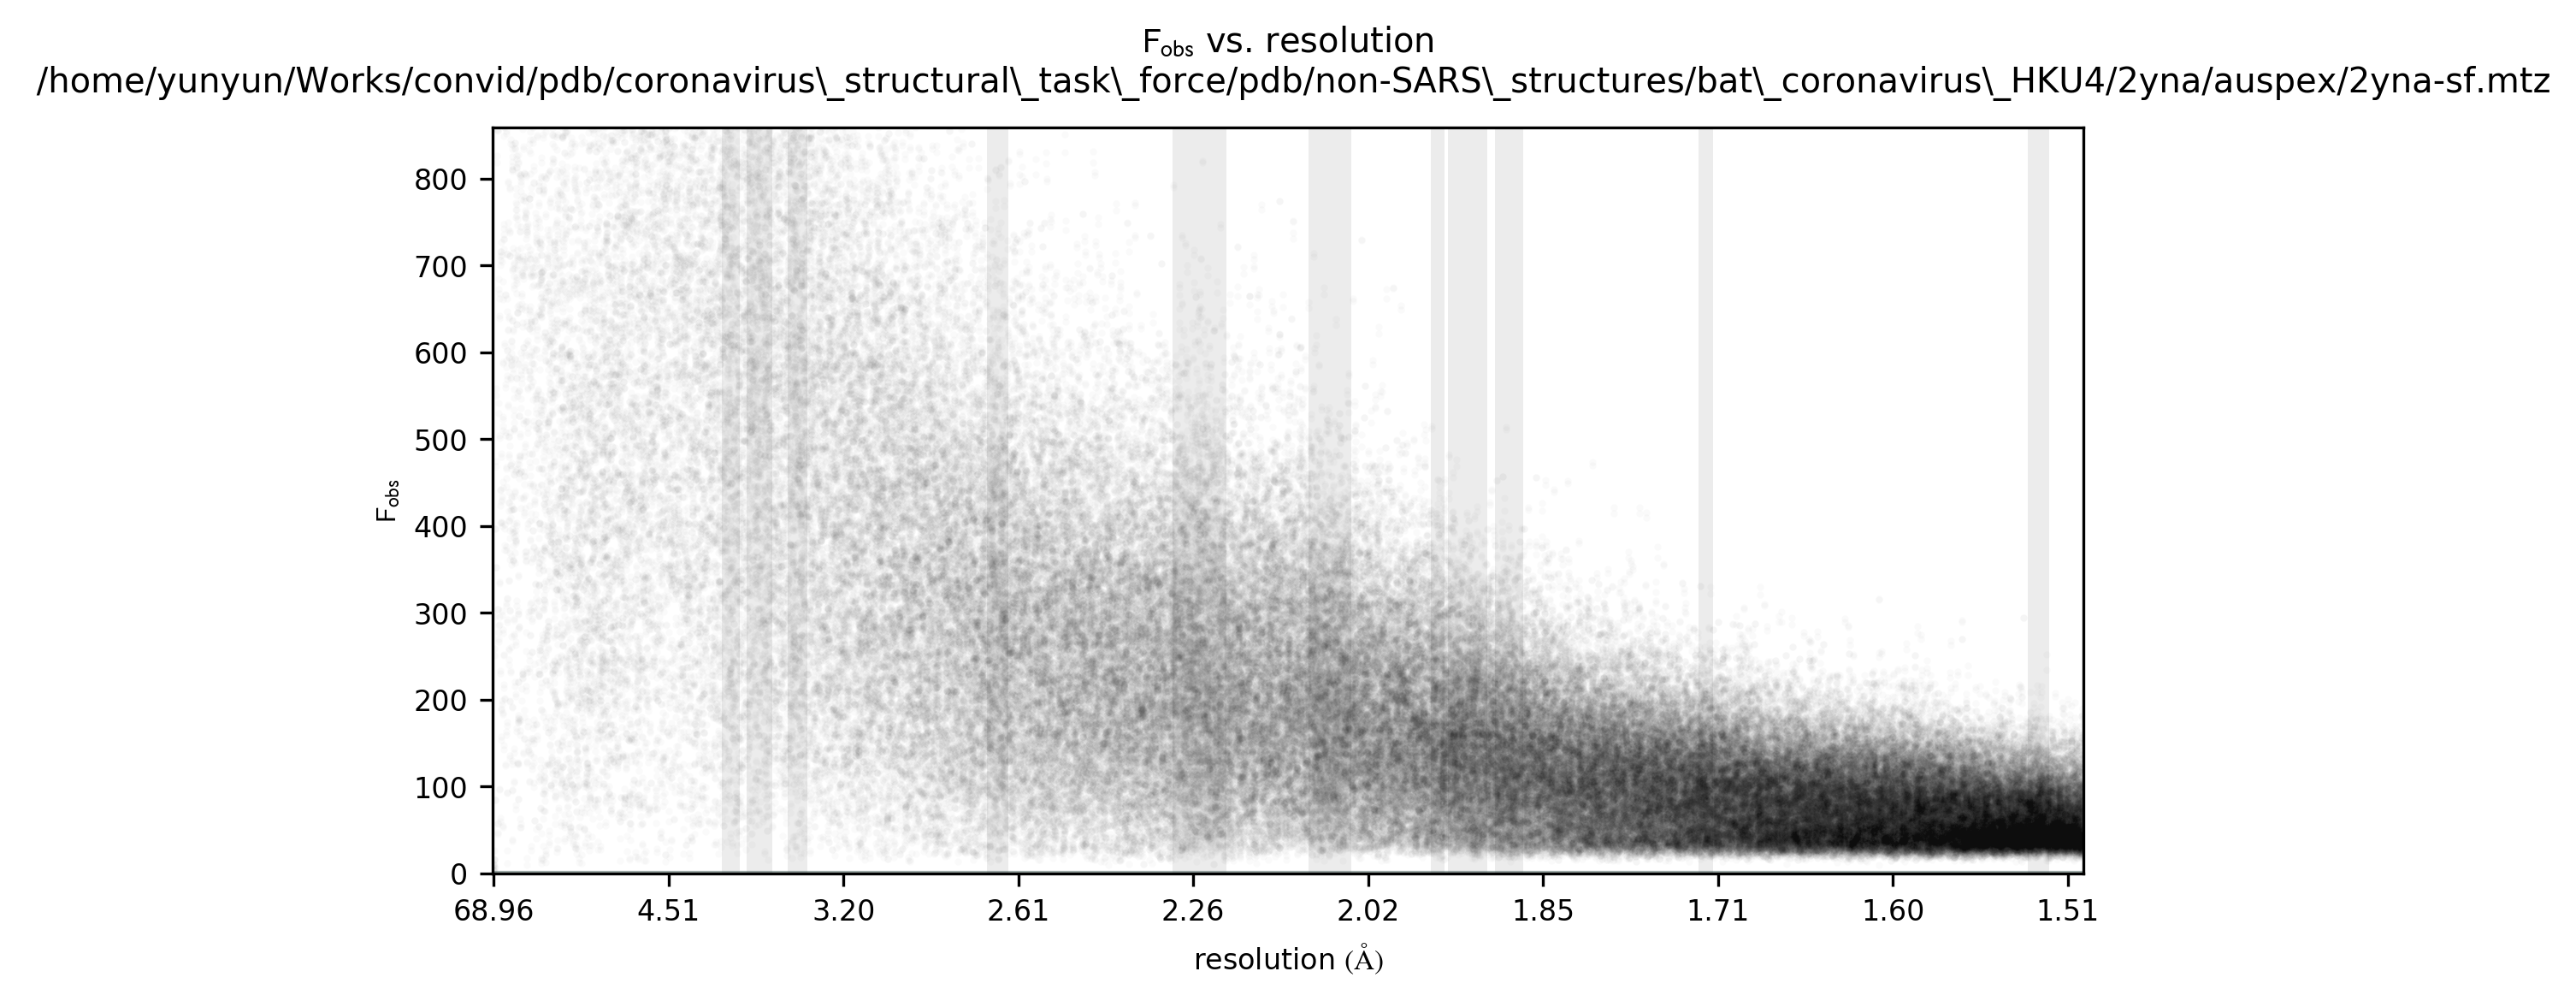 F_obs vs. resolution
/home/yunyun/Works/convid/pdb/coronavirus\_structural\_task\_force/pdb/non-SARS\_structures/bat\_coronavirus\_HKU4/2yna/auspex/2yna-sf.mtz
800
700
600
500
400
300
200
100
0
F_obs
68.96 4.51 3.20 2.61 2.26 2.02 1.85 1.71 1.60 1.51
resolution (Å)